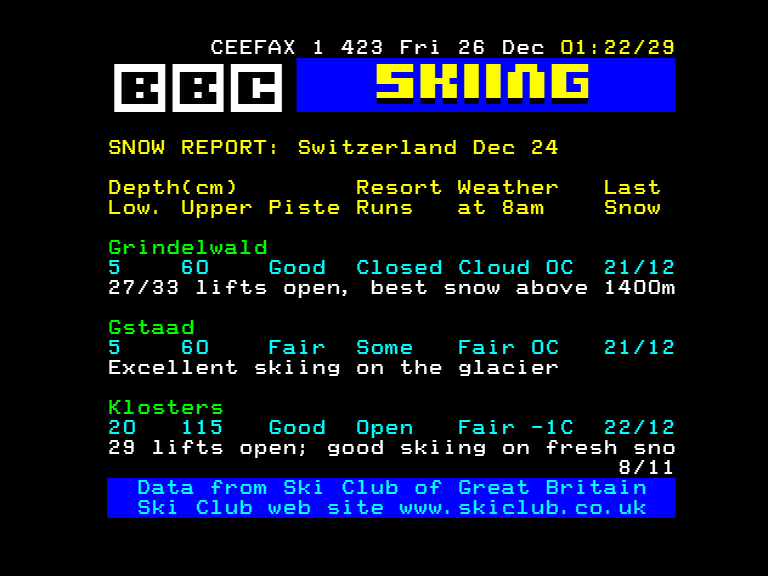 CEEFAX 1 423 Fri 26 Dec 01:22/29
BBC SKIING
SNOW REPORT: Switzerland Dec 24
Depth(cm) Resort Weather Last
Low. Upper Piste Runs at 8am Snow
Grindelwald
5 60 Good Closed Cloud 0C 21/12
27/33 lifts open, best snow above 1400m
Gstaad
5 60 Fair Some Fair 0C 21/12
Excellent skiing on the glacier
Klosters
20 115 Good Open Fair -1C 22/12
29 lifts open; good skiing on fresh sno
8/11
Data from Ski Club of Great Britain
Ski Club web site www.skiclub.co.uk